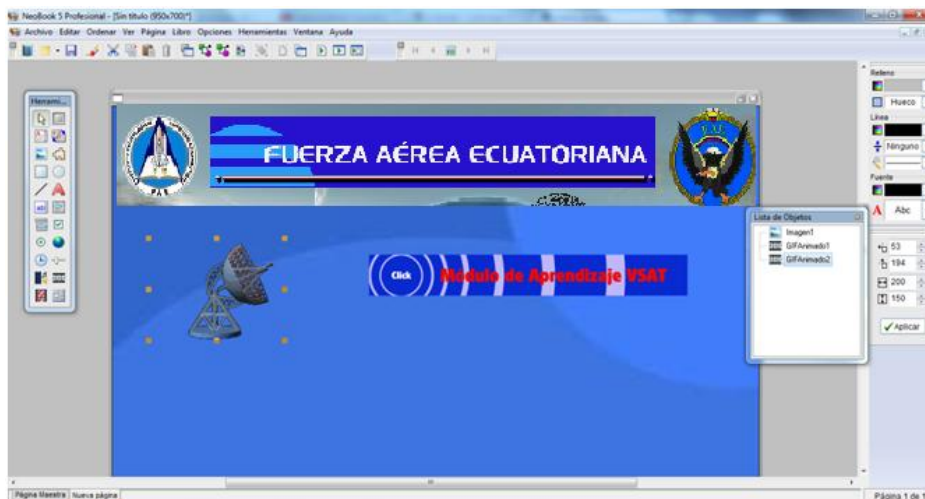 NeoBook 5 Profesional - [Sin título (950x700)*]
Archivo Editar Ordenar Ver Página Libro Opciones Herramientas Ventana Ayuda
Herrami...
Relleno
Hueco
Línea
Ninguno
Fuente
Abc
FUERZA AÉREA ECUATORIANA
F.A.E.
Lista de Objetos
Imagen1
GIFAnimado1
GIFAnimado2
Click
Módulo de Aprendizaje VSAT
53
194
200
150
Aplicar
Página Maestra Nueva página
Página 1 de 1